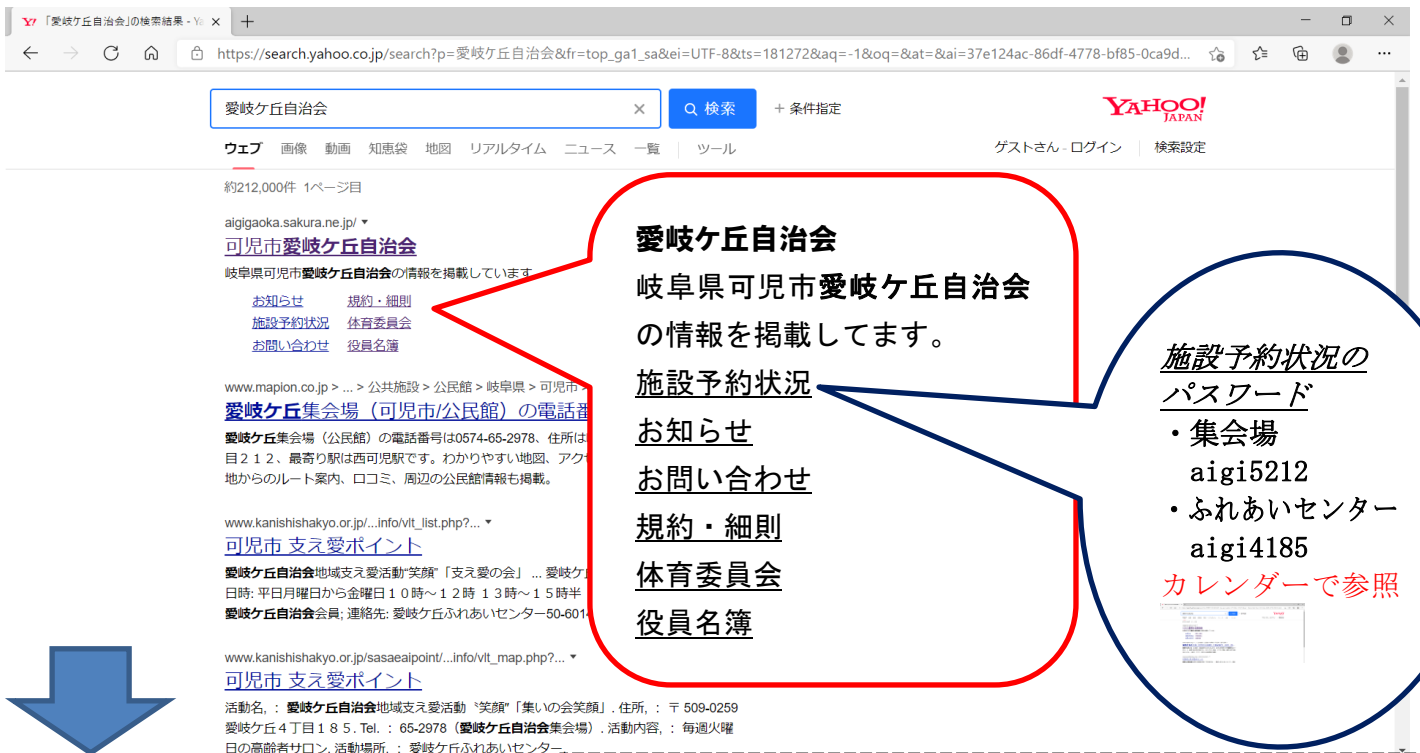 「愛岐ケ丘自治会」の検索結果 - Ya
https://search.yahoo.co.jp/search?p=愛岐ケ丘自治会&fr=top_ga1_sa&ei=UTF-8&ts=181272&aq=-1&oq=&at=&ai=37e124ac-86df-4778-bf85-0ca9d...
愛岐ケ丘自治会
検索
+ 条件指定
YAHOO!
JAPAN
ウェブ 画像 動画 知恵袋 地図 リアルタイム ニュース 一覧 ツール
ゲストさん - ログイン 検索設定
約212,000件 1ページ目
aigigaoka.sakura.ne.jp/
可児市愛岐ケ丘自治会
岐阜県可児市愛岐ケ丘自治会の情報を掲載しています
お知らせ 規約・細則
施設予約状況 体育委員会
お問い合わせ 役員名簿
www.mapion.co.jp > ... > 公共施設 > 公民館 > 岐阜県 > 可児市 >
愛岐ケ丘集会場（可児市/公民館）の電話番
愛岐ケ丘集会場（公民館）の電話番号は0574-65-2978、住所は
目２１２、最寄り駅は西可児駅です。わかりやすい地図、アクセ
地からのルート案内、口コミ、周辺の公民館情報も掲載。
www.kanishishakyo.or.jp/...info/vlt_list.php?...
可児市 支え愛ポイント
愛岐ケ丘自治会地域支え愛活動“笑顔”「支え愛の会」 ... 愛岐ケ丘
日時: 平日月曜日から金曜日１０時～１２時 １３時～１５時半
愛岐ケ丘自治会会員; 連絡先: 愛岐ケ丘ふれあいセンター50-6014
www.kanishishakyo.or.jp/sasaeaipoint/...info/vlt_map.php?...
可児市 支え愛ポイント
活動名, ： 愛岐ケ丘自治会地域支え愛活動〝笑顔”「集いの会笑顔」. 住所, ： 〒 509-0259
愛岐ケ丘４丁目１８５. Tel. ： 65-2978（愛岐ケ丘自治会集会場）. 活動内容, ： 毎週火曜
日の高齢者サロン. 活動場所, ： 愛岐ケ丘ふれあいセンター
愛岐ケ丘自治会
岐阜県可児市愛岐ケ丘自治会
の情報を掲載してます。
施設予約状況
お知らせ
お問い合わせ
規約・細則
体育委員会
役員名簿
施設予約状況の
パスワード
・集会場
aigi5212
・ふれあいセンター
aigi4185
カレンダーで参照